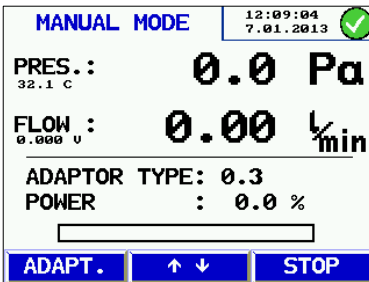 MANUAL MODE
12:09:04
7.01.2013
PRES.: 0.0 Pa
32.1 C
FLOW : 0.00 L/min
0.000 V
ADAPTOR TYPE: 0.3
POWER : 0.0 %
ADAPT. ↑ ↓ STOP